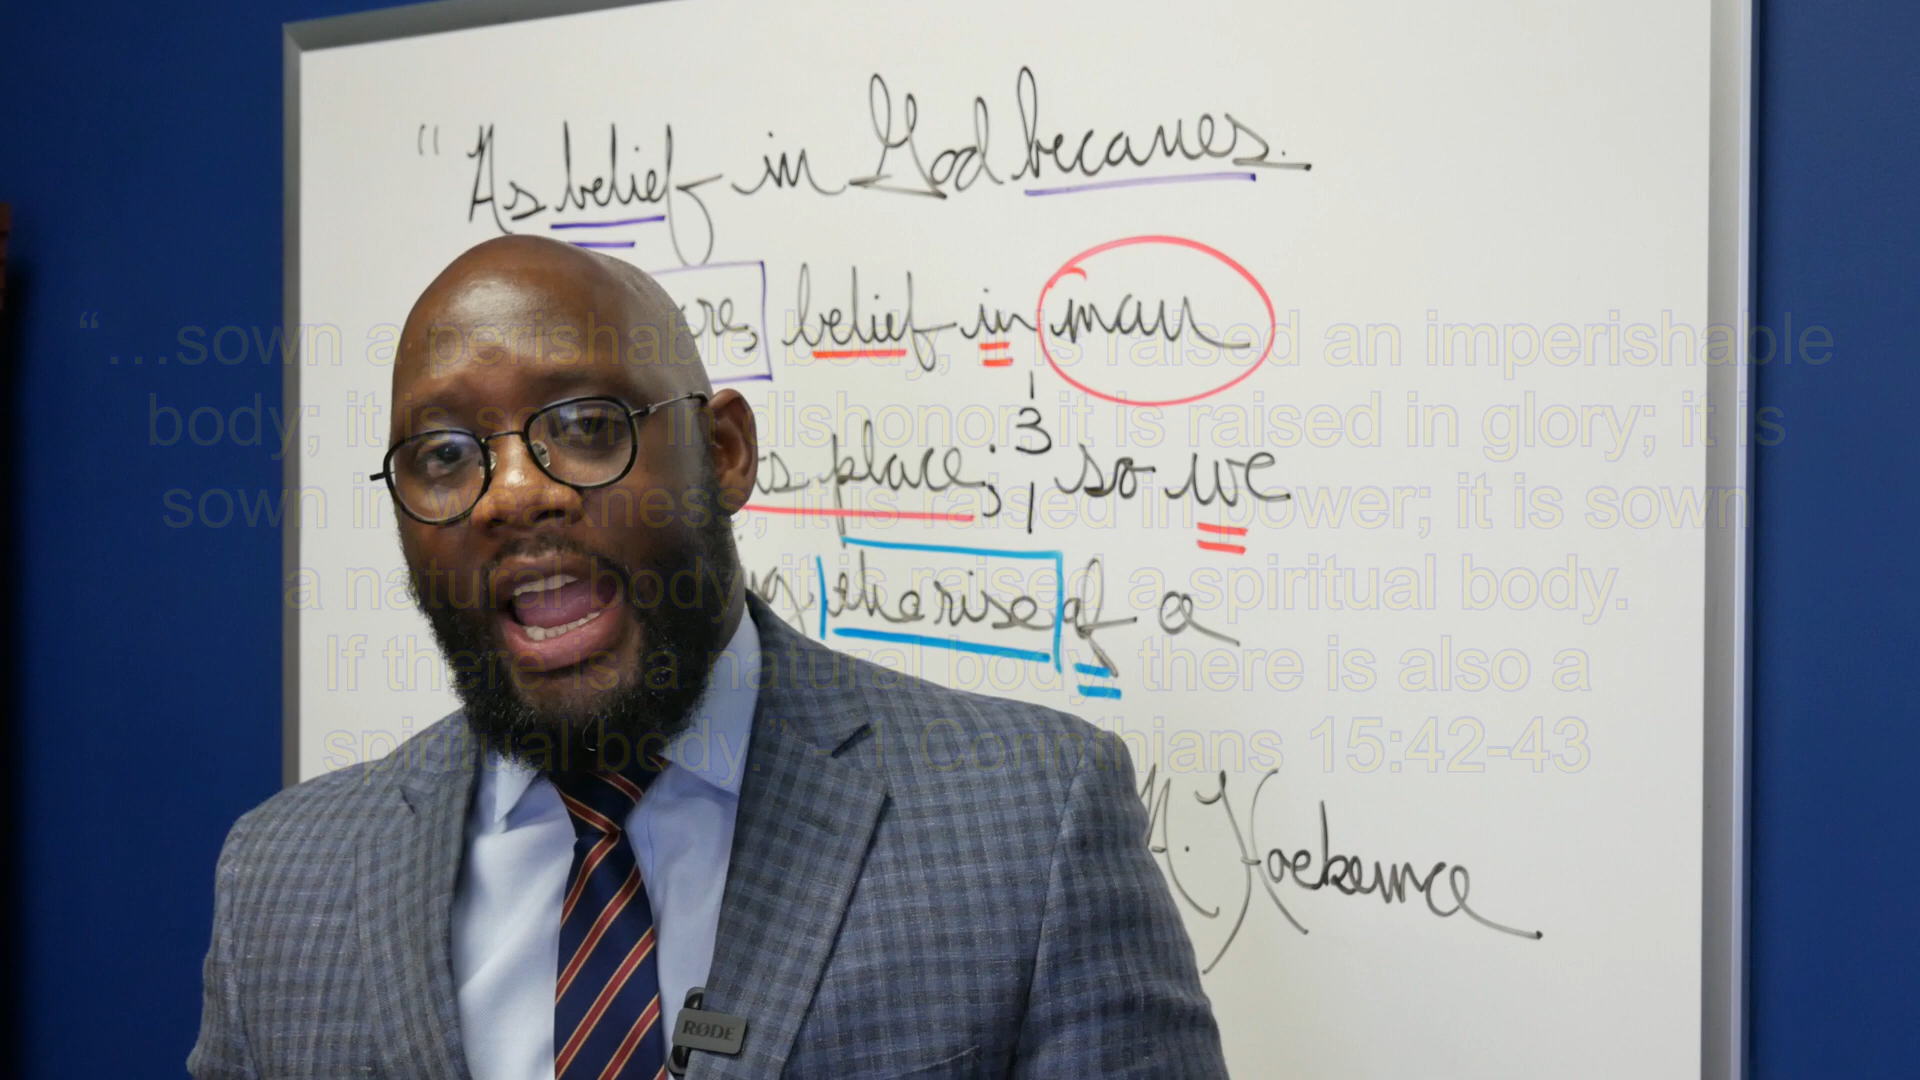 " As belief in God becomes
belief in man
place; so we
the rise of a
“…sown a perishable body, it is raised an imperishable
body; it is sown in dishonor, it is raised in glory; it is
sown in weakness, it is raised in power; it is sown
a natural body, it is raised a spiritual body.
If there is a natural body, there is also a
spiritual body.” - 1 Corinthians 15:42-43
RØDE